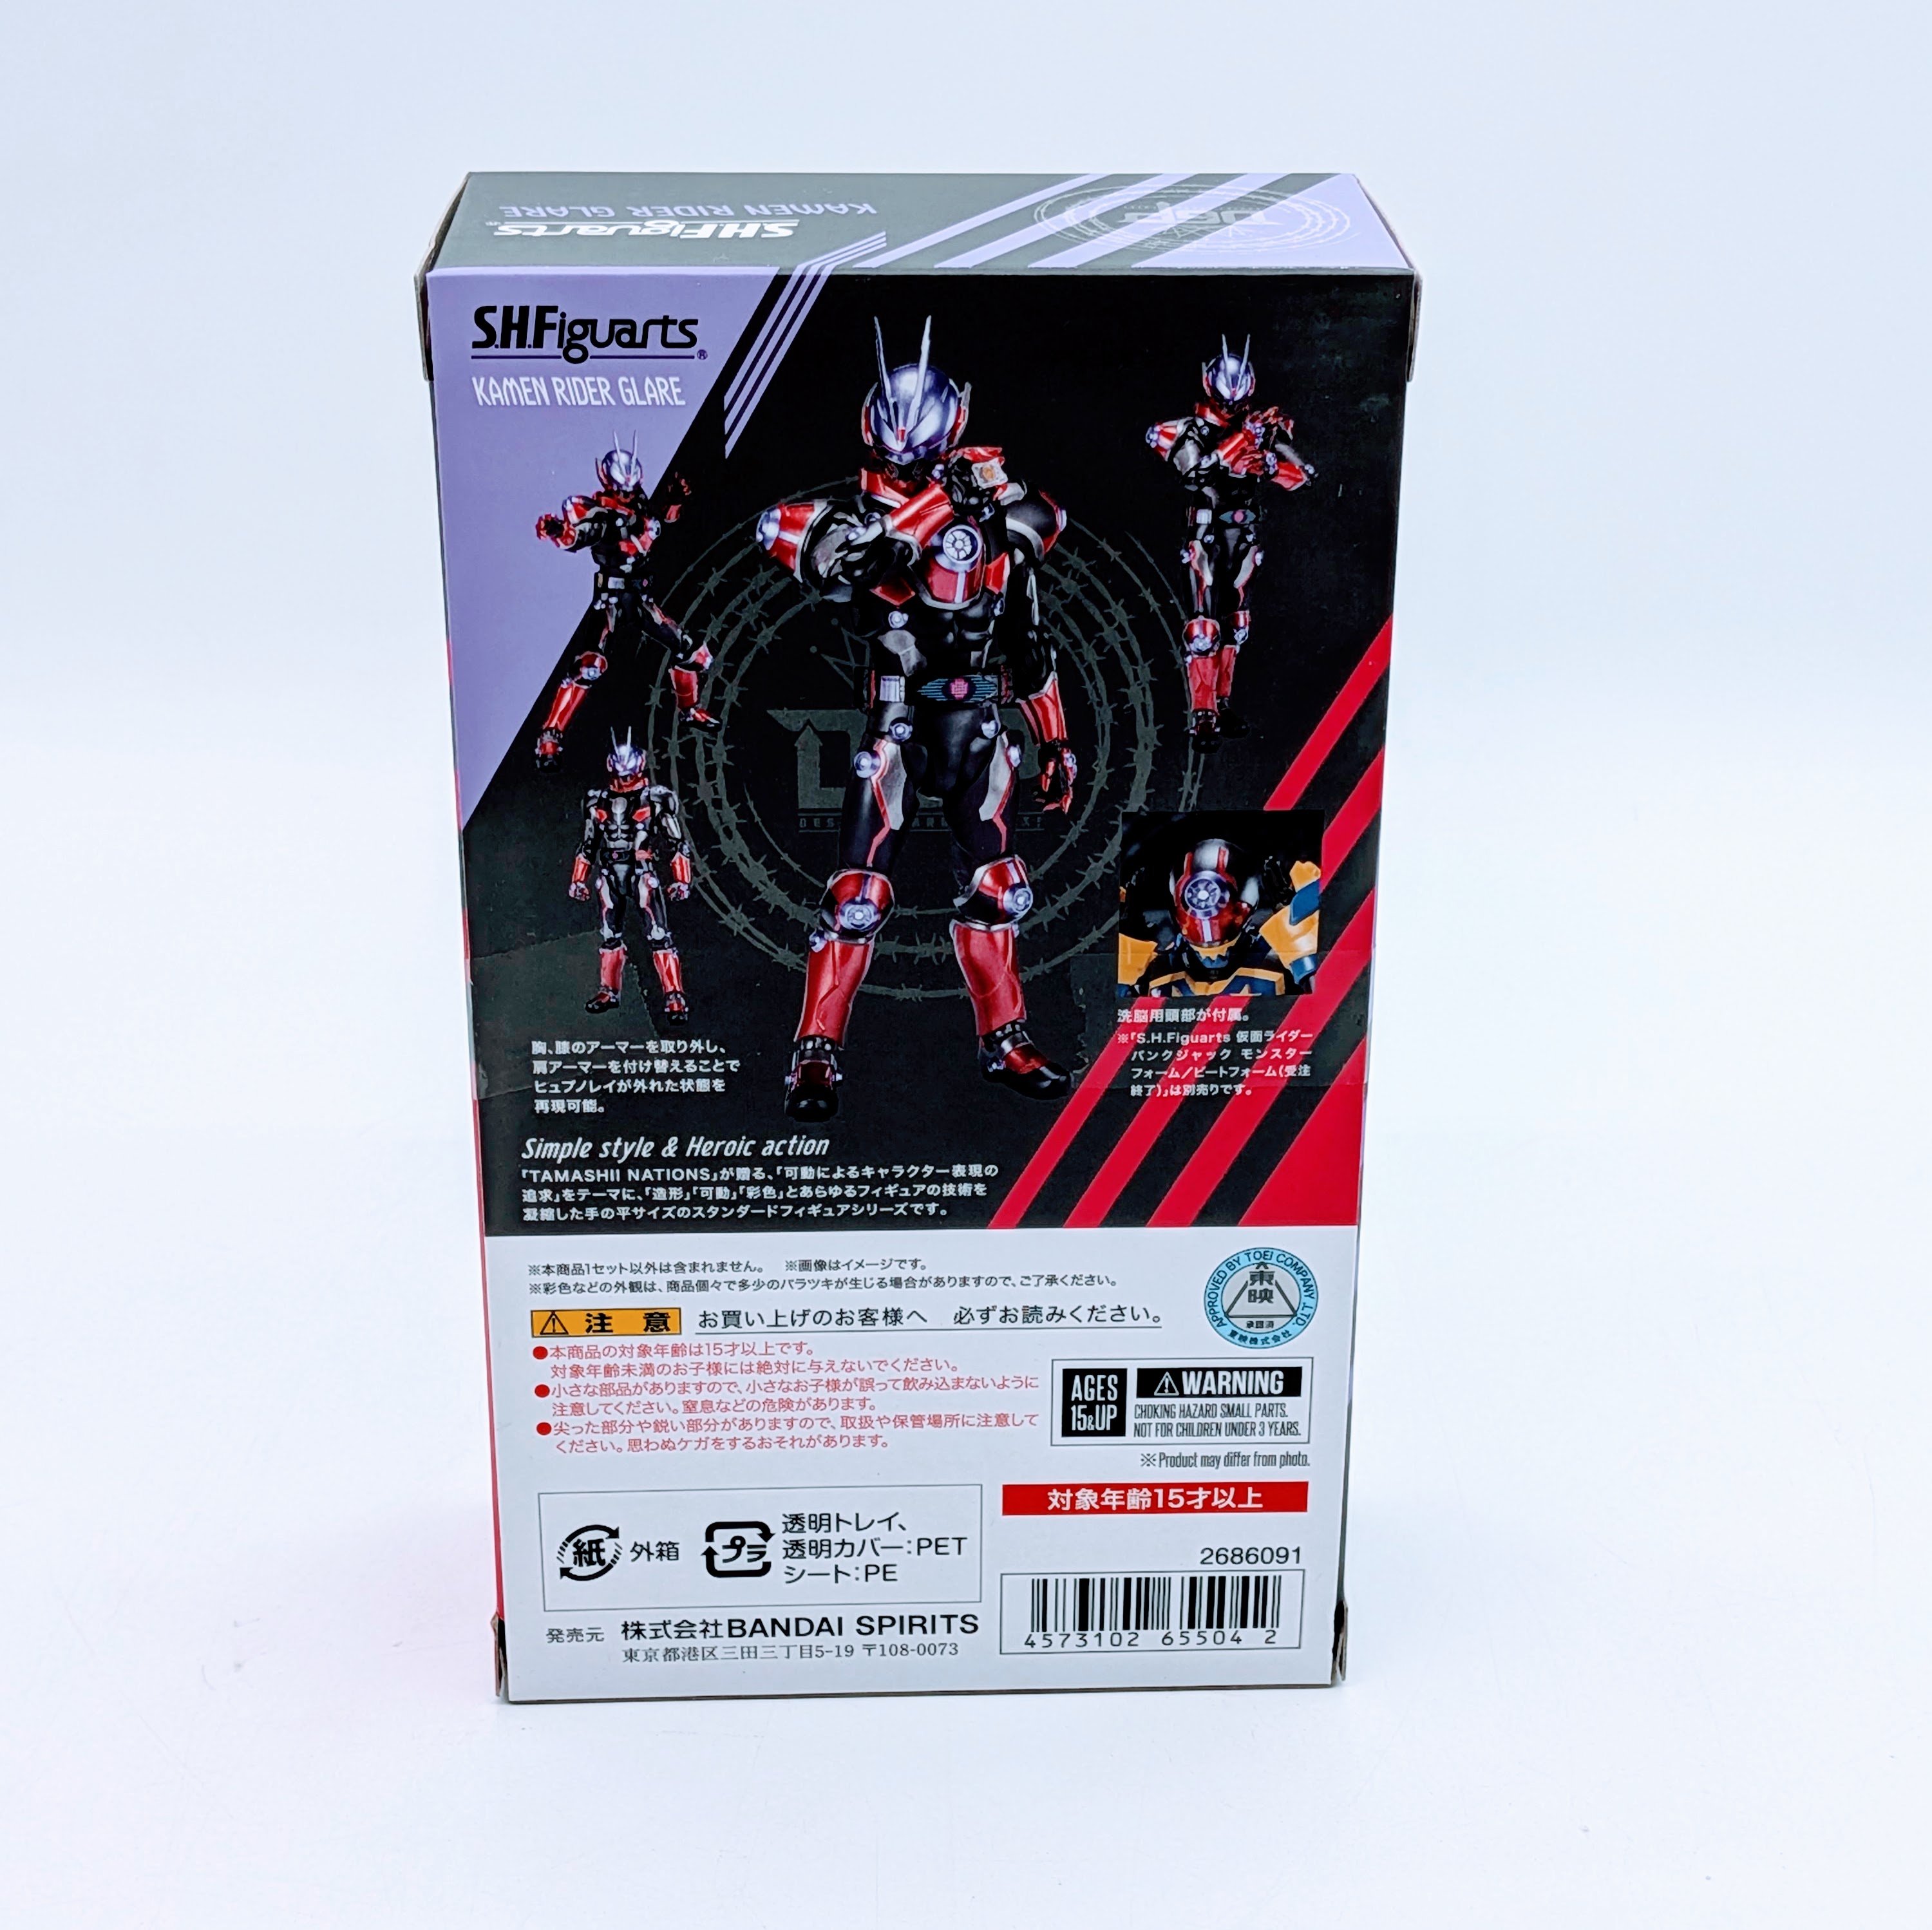 KAMEN RIDER GLARE
S.H.Figuarts®
DGP
S.H.Figuarts®
KAMEN RIDER GLARE
胸、膝のアーマーを取り外し、
肩アーマーを付け替えることで
ヒュプノレイが外れた状態を
再現可能。
洗脳用頭部が付属。
※「S.H.Figuarts 仮面ライダー
パンクジャック モンスター
フォーム/ビートフォーム(受注
終了)」は別売りです。
Simple style & Heroic action
「TAMASHII NATIONS」が贈る、「可動によるキャラクター表現の
追求」をテーマに、「造形」「可動」「彩色」とあらゆるフィギュアの技術を
凝縮した手の平サイズのスタンダードフィギュアシリーズです。
※本商品1セット以外は含まれません。 ※画像はイメージです。
※彩色などの外観は、商品個々で多少のバラツキが生じる場合がありますので、ご了承ください。
APPROVED BY TOEI COMPANY,LTD.
東映
承認済
東映株式会社
注意 お買い上げのお客様へ 必ずお読みください。
●本商品の対象年齢は15才以上です。
対象年齢未満のお子様には絶対に与えないでください。
●小さな部品がありますので、小さなお子様が誤って飲み込まないように
注意してください。窒息などの危険があります。
●尖った部分や鋭い部分がありますので、取扱や保管場所に注意して
ください。思わぬケガをするおそれがあります。
AGES
15&UP
WARNING
CHOKING HAZARD SMALL PARTS.
NOT FOR CHILDREN UNDER 3 YEARS.
※Product may differ from photo.
対象年齢15才以上
紙 外箱
プラ 透明トレイ、
透明カバー:PET
シート:PE
2686091
4573102 65504 2
発売元 株式会社BANDAI SPIRITS
東京都港区三田三丁目5-19 〒108-0073